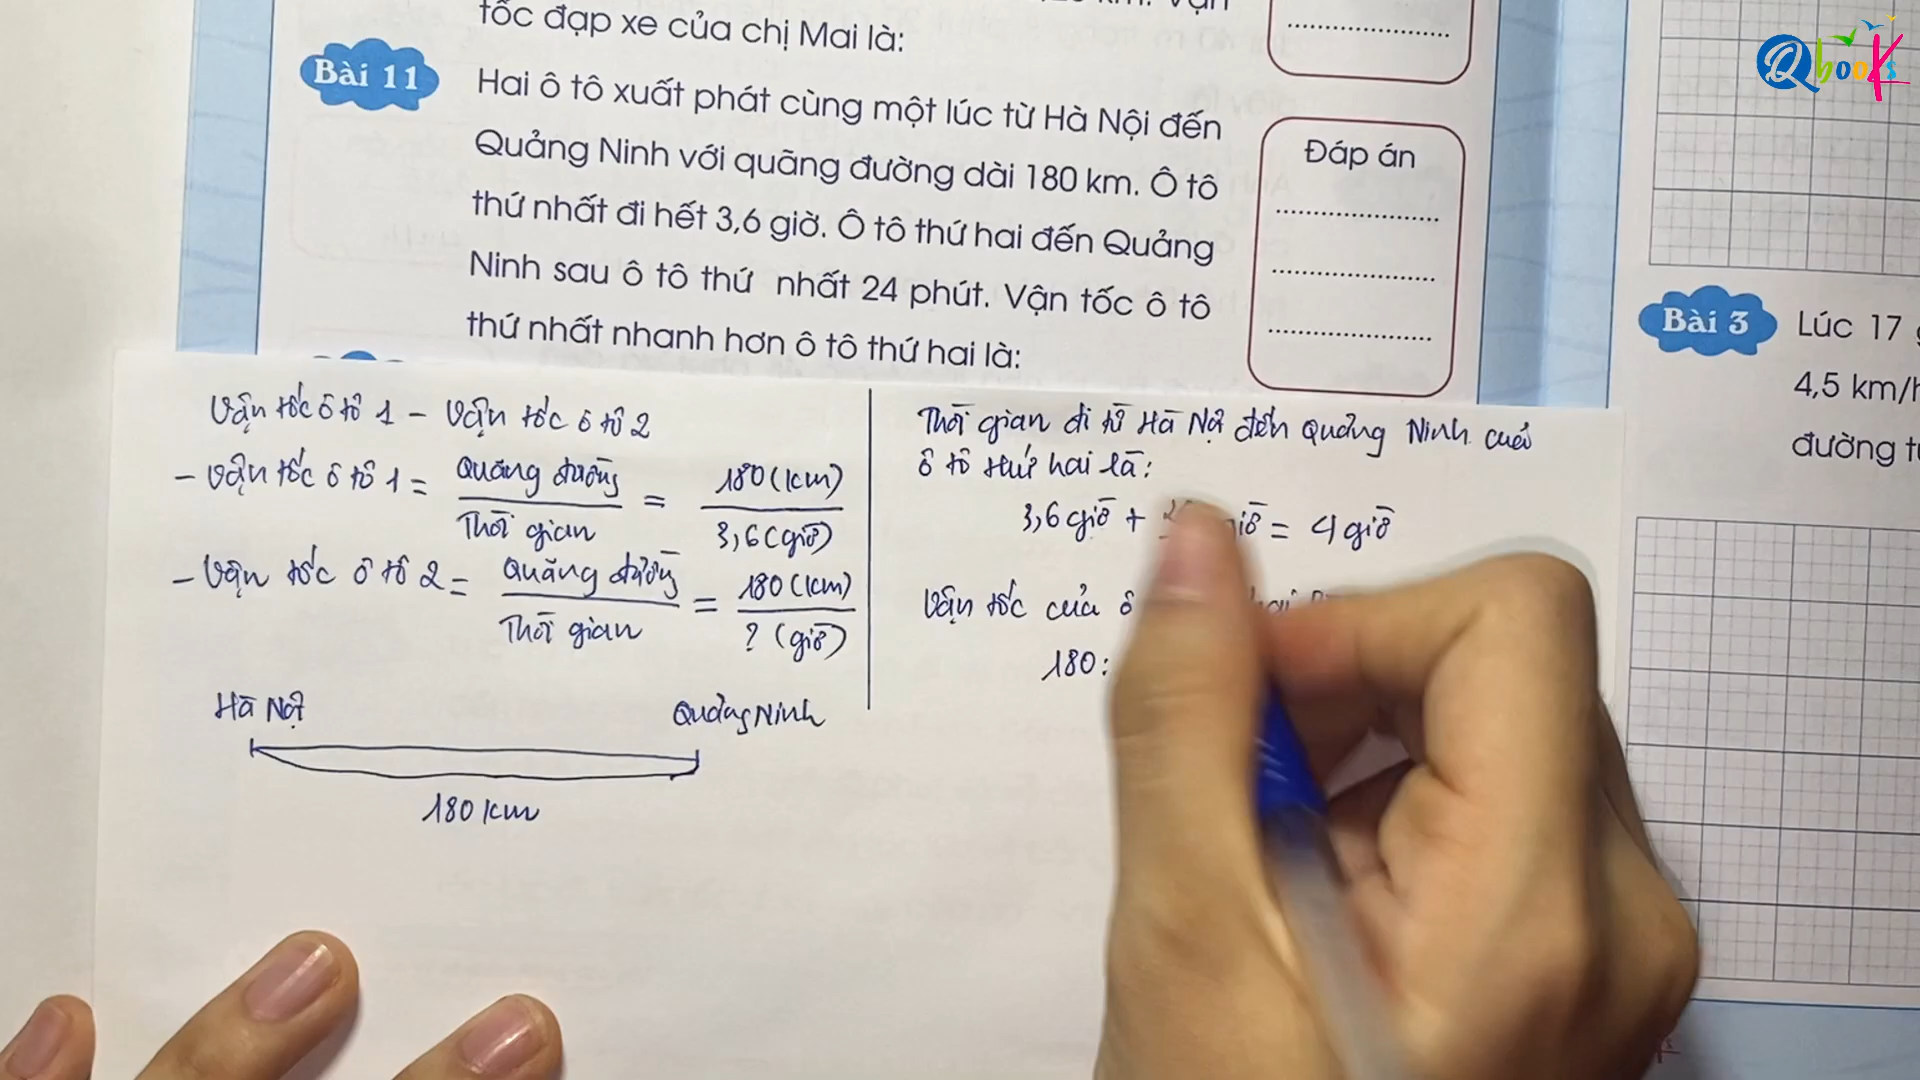 tốc đạp xe của chị Mai là:
Bài 11
Hai ô tô xuất phát cùng một lúc từ Hà Nội đến
Quảng Ninh với quãng đường dài 180 km. Ô tô
thứ nhất đi hết 3,6 giờ. Ô tô thứ hai đến Quảng
Ninh sau ô tô thứ nhất 24 phút. Vận tốc ô tô
thứ nhất nhanh hơn ô tô thứ hai là:
Đáp án
Vận tốc ô tô 1 - Vận tốc ô tô 2
- Vận tốc ô tô 1 = Quãng đường / Thời gian = 180 (km) / 3,6 (giờ)
- Vận tốc ô tô 2 = Quãng đường / Thời gian = 180 (km) / ? (giờ)
Hà Nội Quảng Ninh
180 km
Thời gian đi từ Hà Nội đến Quảng Ninh của
ô tô thứ hai là:
3,6 giờ + giờ = 4 giờ
Vận tốc của ô hai
180 :
Bài 3
Lúc 17
4,5 km/h
đường
Qbooks